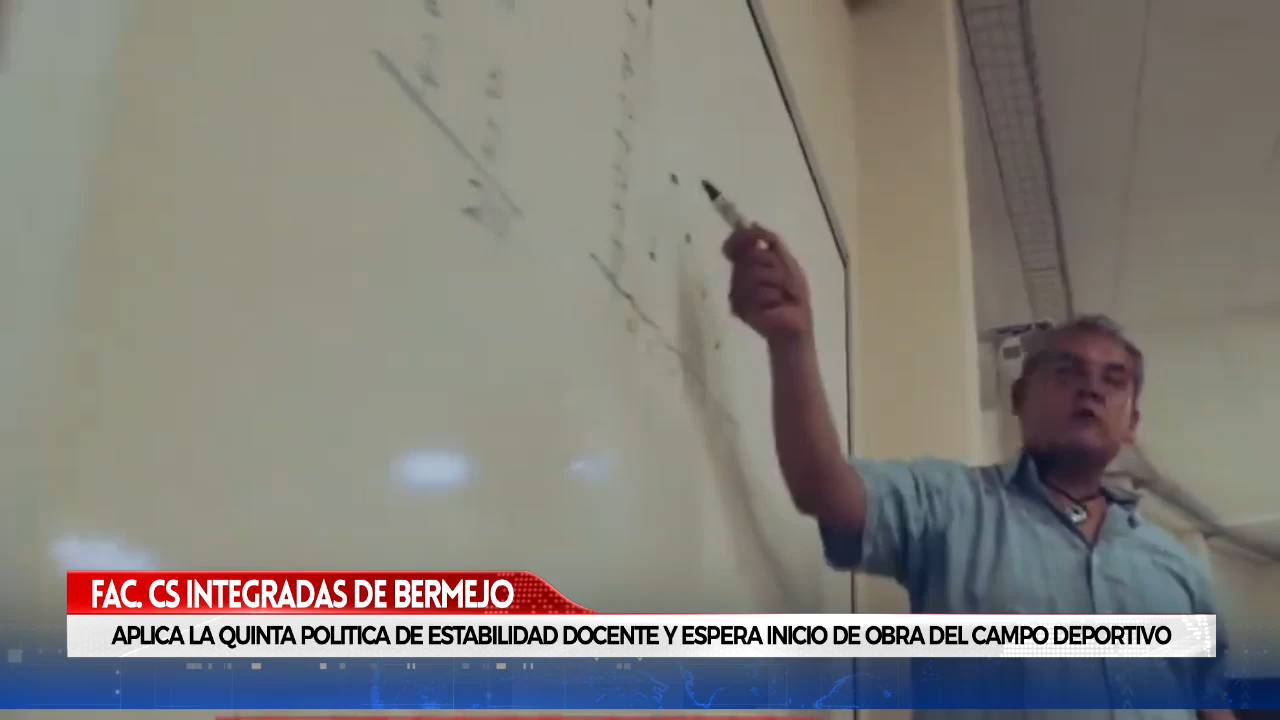 FAC. CS INTEGRADAS DE BERMEJO
APLICA LA QUINTA POLITICA DE ESTABILIDAD DOCENTE Y ESPERA INICIO DE OBRA DEL CAMPO DEPORTIVO